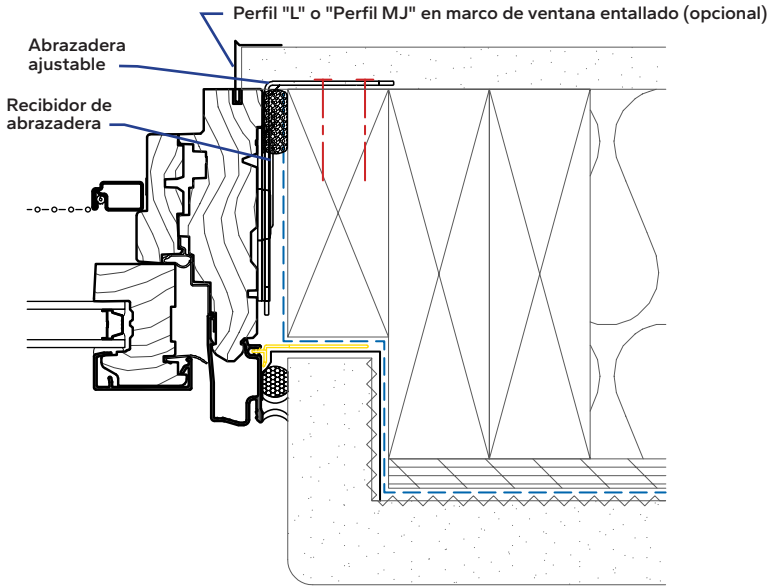 Perfil "L" o "Perfil MJ" en marco de ventana entallado (opcional)
Abrazadera
ajustable
Recibidor de
abrazadera